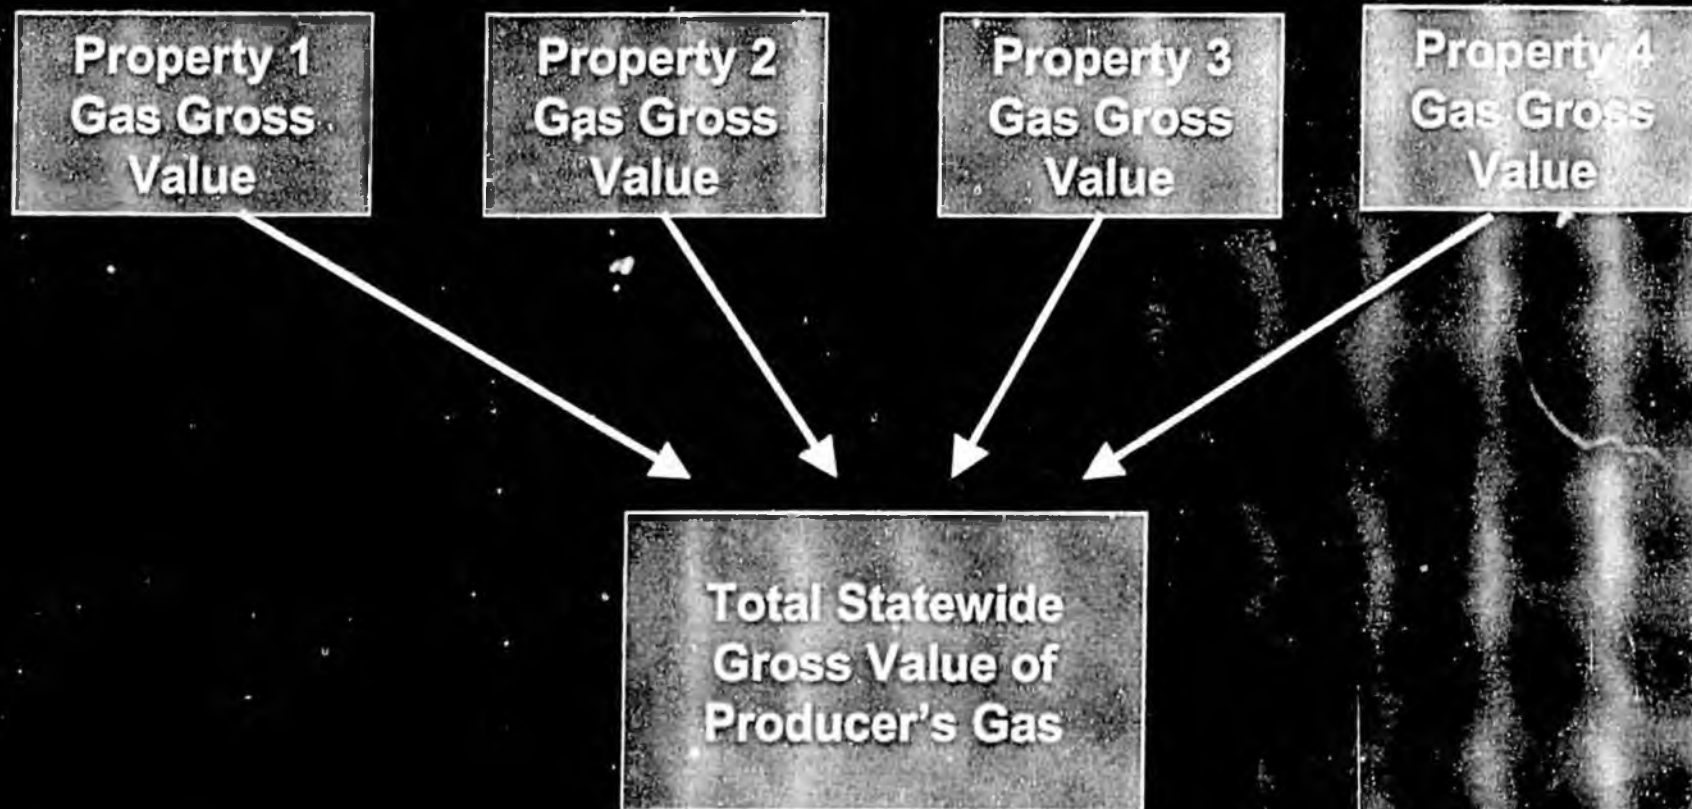 Property 1
Gas Gross
Value
Property 2
Gas Gross
Value
Property 3
Gas Gross
Value
Property 4
Gas Gross
Value
Total Statewide
Gross Value of
Producer's Gas